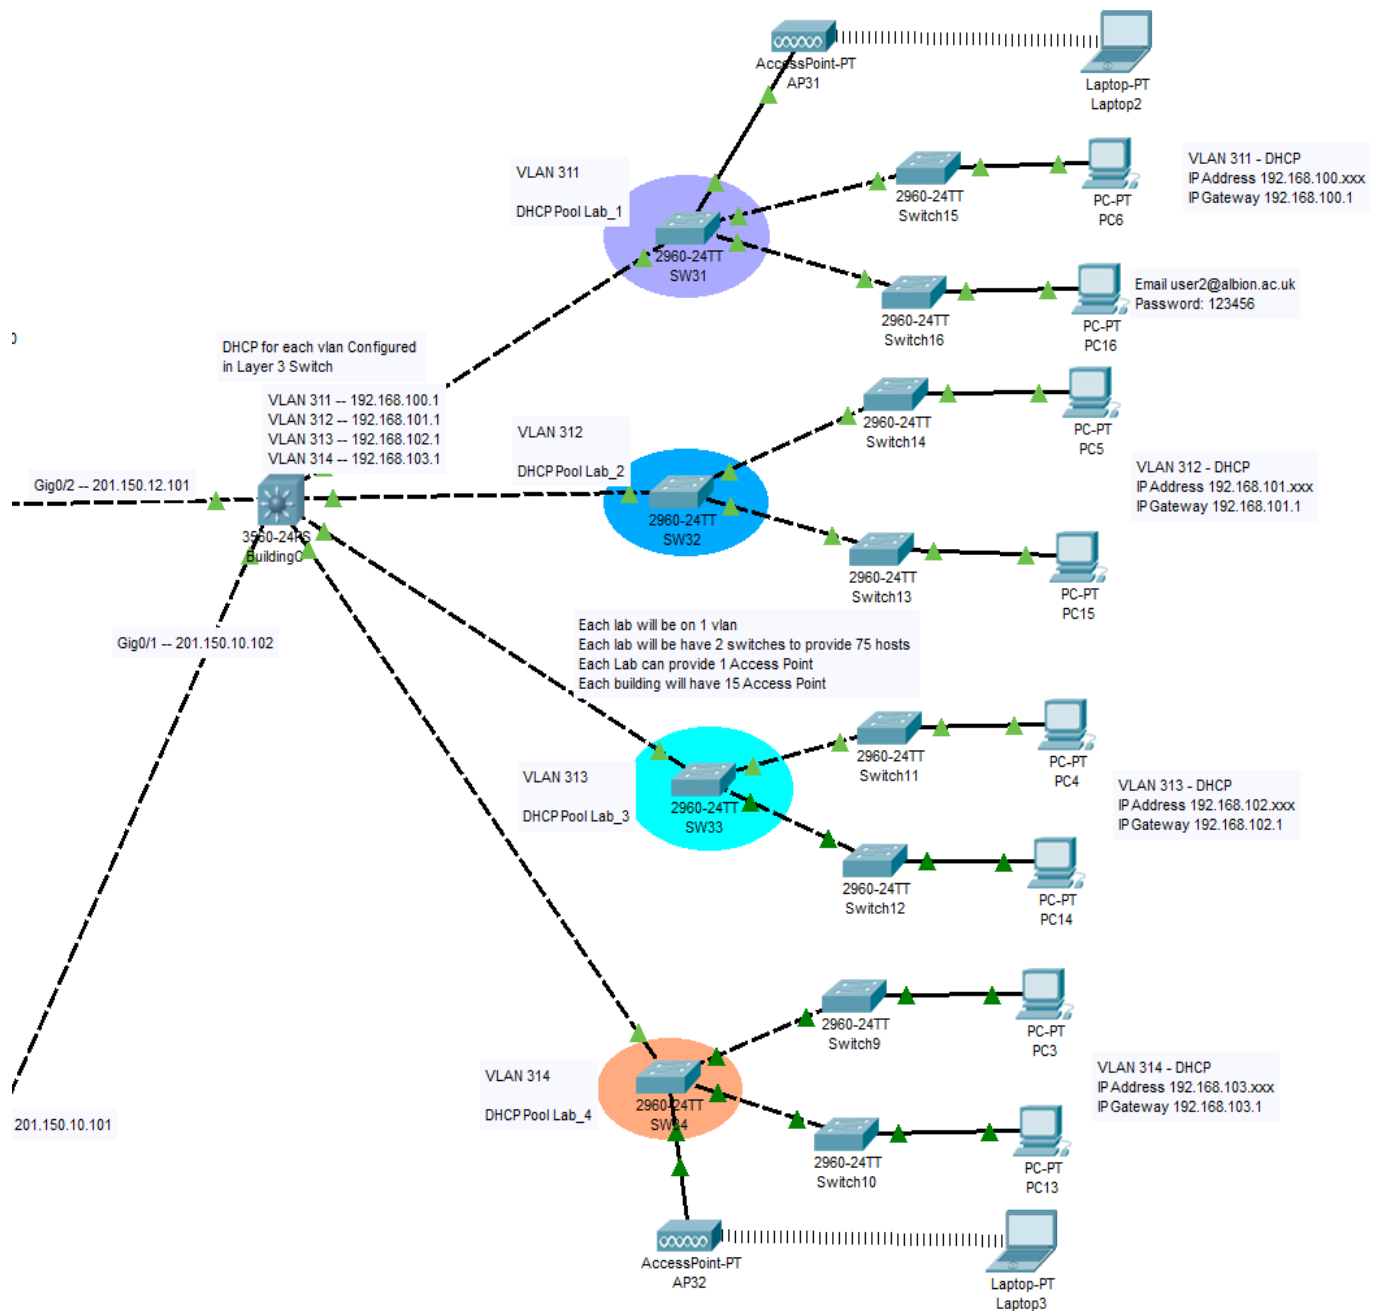 AccessPoint-PT
AP31
Laptop-PT
Laptop2
VLAN 311
DHCP Pool Lab_1
2960-24TT
SW31
2960-24TT
Switch15
PC-PT
PC6
VLAN 311 - DHCP
IP Address 192.168.100.xxx
IP Gateway 192.168.100.1
2960-24TT
Switch16
PC-PT
PC16
Email user2@albion.ac.uk
Password: 123456
DHCP for each vlan Configured
in Layer 3 Switch
VLAN 311 -- 192.168.100.1
VLAN 312 -- 192.168.101.1
VLAN 313 -- 192.168.102.1
VLAN 314 -- 192.168.103.1
Gig0/2 -- 201.150.12.101
3560-24PS
BuildingC
Gig0/1 -- 201.150.10.102
201.150.10.101
VLAN 312
DHCP Pool Lab_2
2960-24TT
SW32
2960-24TT
Switch14
PC-PT
PC5
VLAN 312 - DHCP
IP Address 192.168.101.xxx
IP Gateway 192.168.101.1
2960-24TT
Switch13
PC-PT
PC15
Each lab will be on 1 vlan
Each lab will be have 2 switches to provide 75 hosts
Each Lab can provide 1 Access Point
Each building will have 15 Access Point
VLAN 313
DHCP Pool Lab_3
2960-24TT
SW33
2960-24TT
Switch11
PC-PT
PC4
VLAN 313 - DHCP
IP Address 192.168.102.xxx
IP Gateway 192.168.102.1
2960-24TT
Switch12
PC-PT
PC14
VLAN 314
DHCP Pool Lab_4
2960-24TT
SW34
2960-24TT
Switch9
PC-PT
PC3
VLAN 314 - DHCP
IP Address 192.168.103.xxx
IP Gateway 192.168.103.1
2960-24TT
Switch10
PC-PT
PC13
AccessPoint-PT
AP32
Laptop-PT
Laptop3